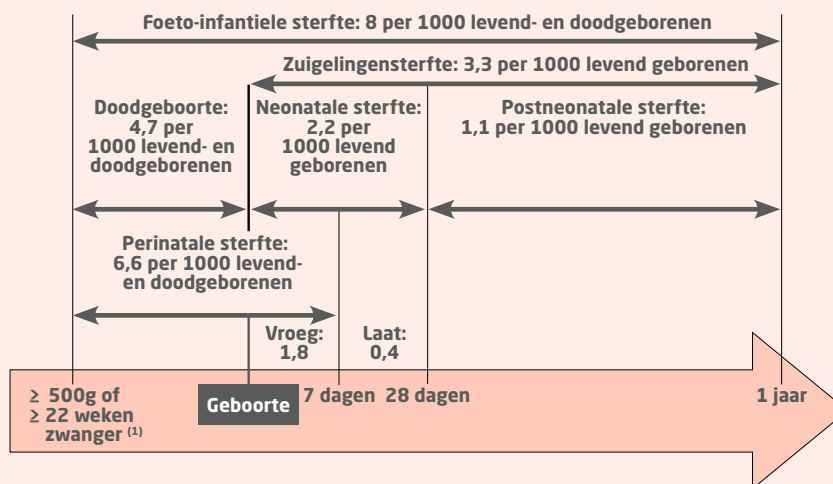 Foeto-infantiele sterfte: 8 per 1000 levend- en doodgeborenen
Zuigelingensterfte: 3,3 per 1000 levend geborenen
Doodgeboorte:
4,7 per
1000 levend- en
doodgeborenen
Neonatale sterfte:
2,2 per
1000 levend
geborenen
Postneonatale sterfte:
1,1 per 1000 levend geborenen
Perinatale sterfte:
6,6 per 1000 levend-
en doodgeborenen
Vroeg:
1,8
Laat:
0,4
≥ 500g of
≥ 22 weken
zwanger (1)
Geboorte
7 dagen
28 dagen
1 jaar